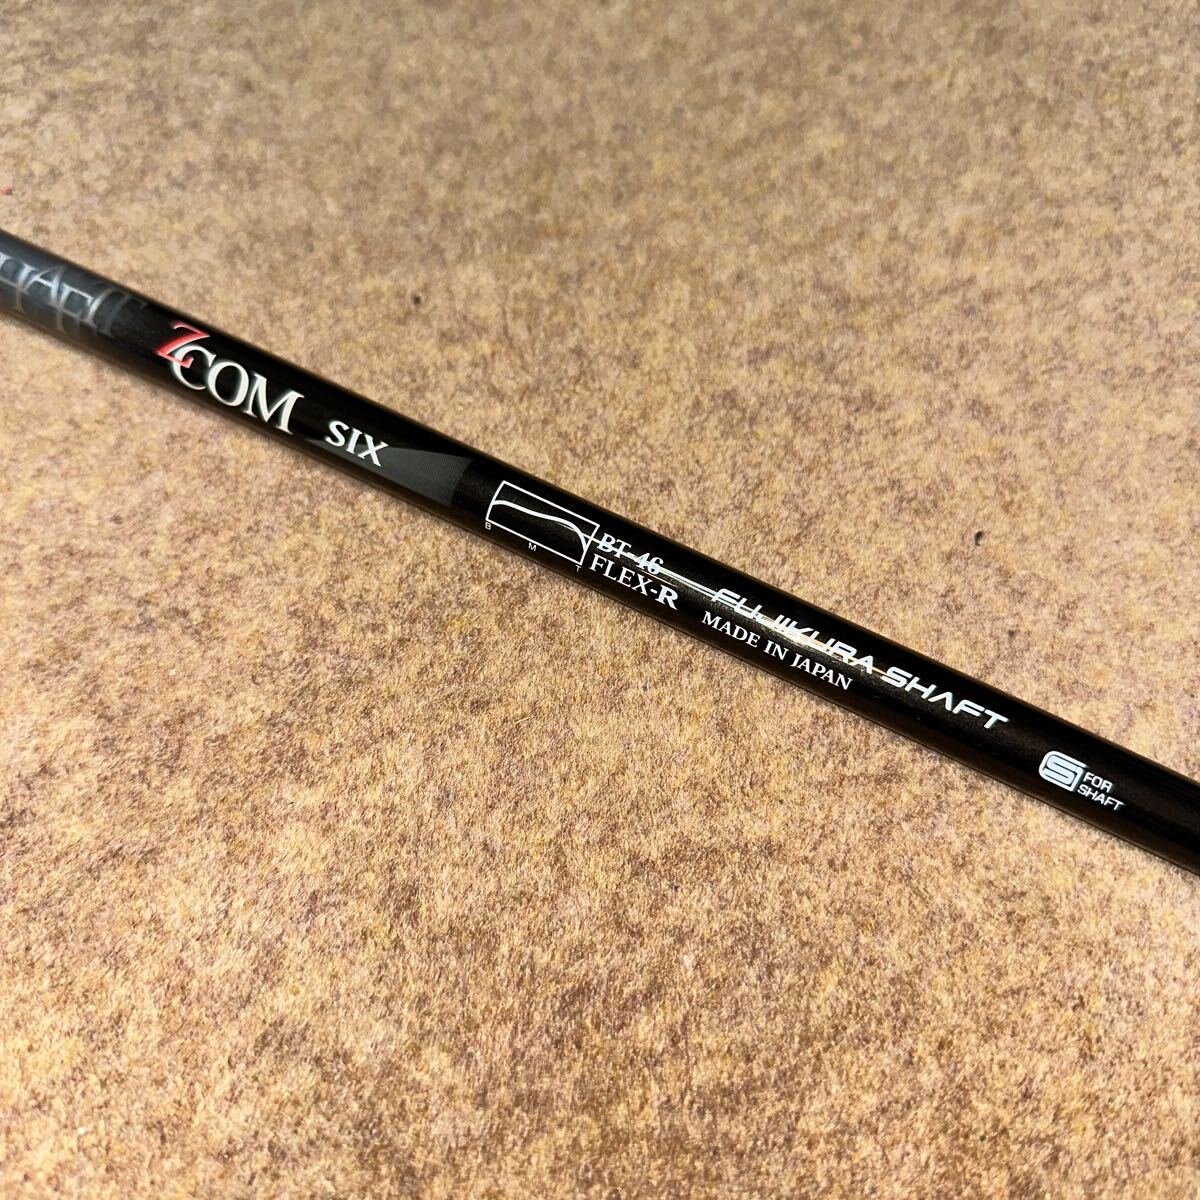 ZCOM SIX
B M T
BT-46
FLEX-R
FUJIKURA SHAFT
MADE IN JAPAN
S FOR
SHAFT